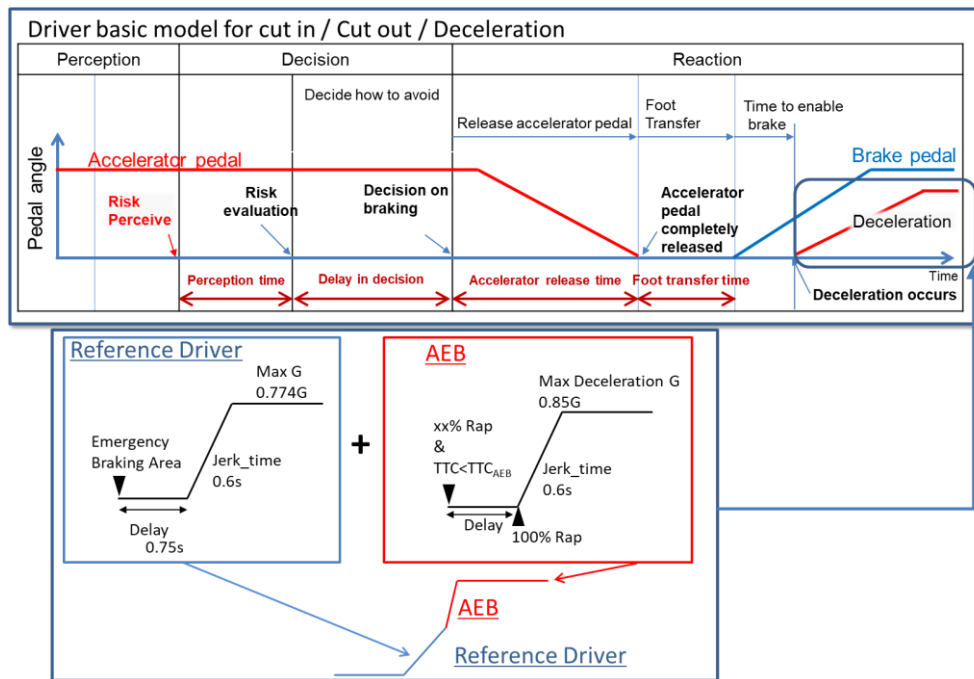 Driver basic model for cut in / Cut out / Deceleration
Perception
Decision
Reaction
Decide how to avoid
Release accelerator pedal
Foot
Transfer
Time to enable
brake
Pedal angle
Accelerator pedal
Brake pedal
Risk
Perceive
Risk
evaluation
Decision on
braking
Accelerator
pedal
completely
released
Deceleration
Time
Perception time
Delay in decision
Accelerator release time
Foot transfer time
Deceleration occurs
Reference Driver
Max G
0.774G
Emergency
Braking Area
Jerk_time
0.6s
Delay
0.75s
+
AEB
Max Deceleration G
0.85G
xx% Rap
&
TTC<TTCAEB
Jerk_time
0.6s
Delay
100% Rap
AEB
Reference Driver